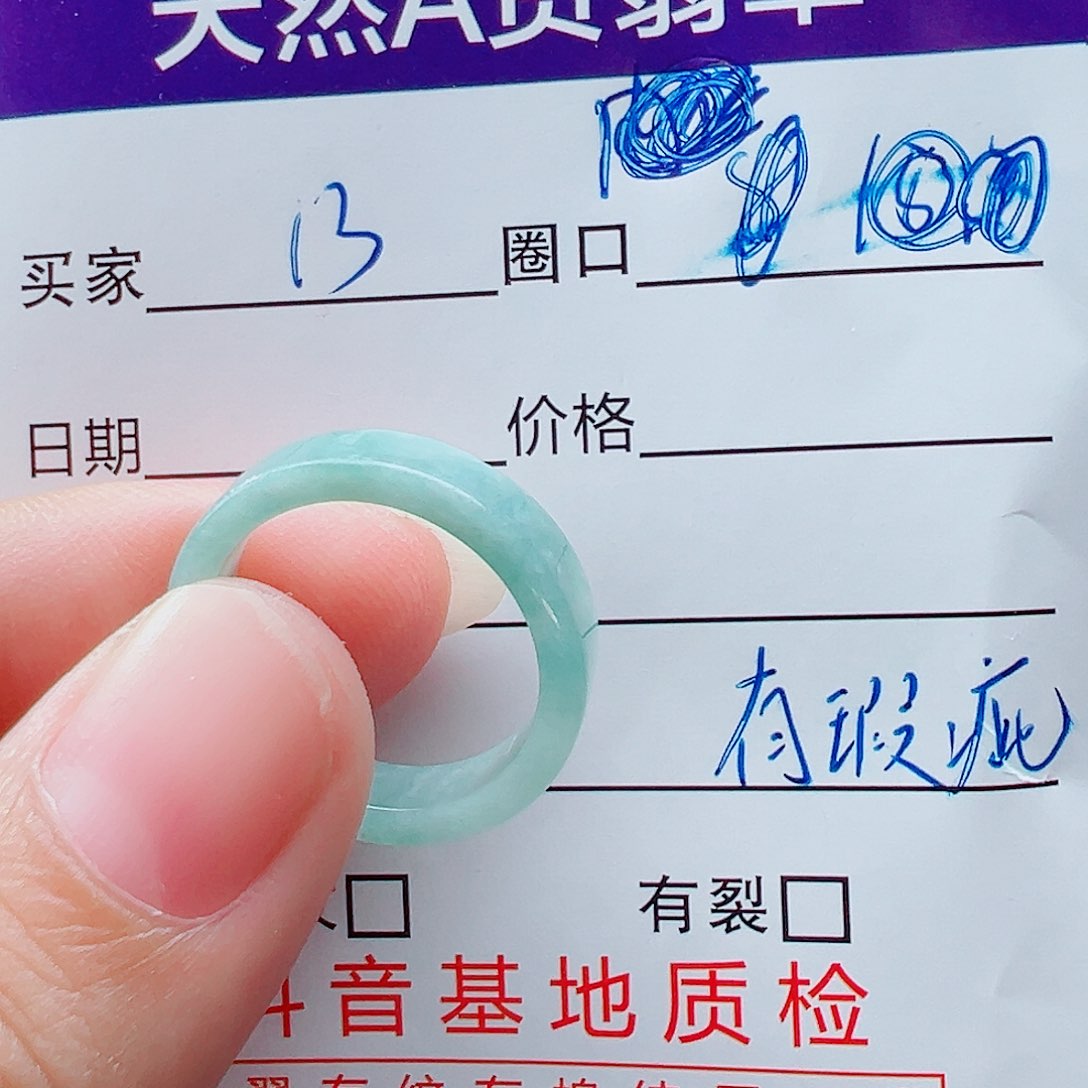 天然A货翡翠
买家 13 圈口
日期 价格
有瑕疵
有裂
抖音基地质检